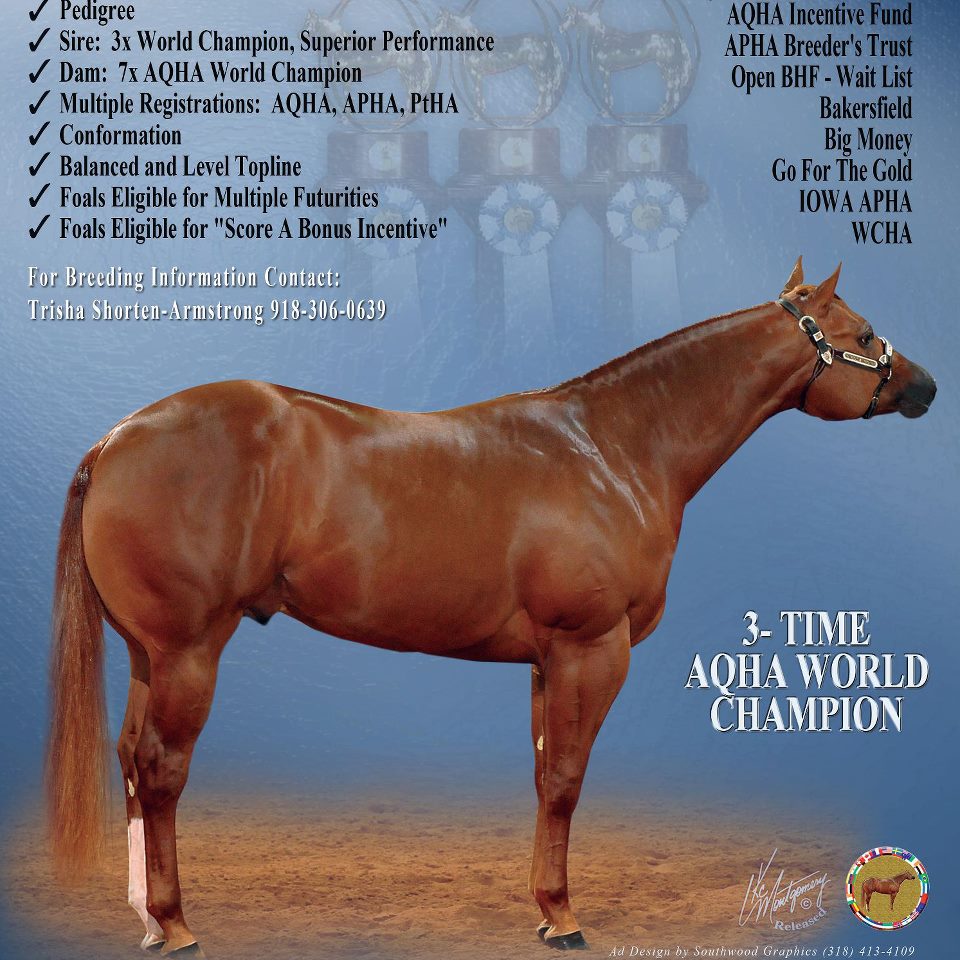 ✓ Pedigree
✓ Sire: 3x World Champion, Superior Performance
✓ Dam: 7x AQHA World Champion
✓ Multiple Registrations: AQHA, APHA, PtHA
✓ Conformation
✓ Balanced and Level Topline
✓ Foals Eligible for Multiple Futurities
✓ Foals Eligible for "Score A Bonus Incentive"
For Breeding Information Contact:
Trisha Shorten-Armstrong 918-306-0639
AQHA Incentive Fund
APHA Breeder's Trust
Open BHF - Wait List
Bakersfield
Big Money
Go For The Gold
IOWA APHA
WCHA
3- TIME
AQHA WORLD
CHAMPION
KC Montgomery ©
Released
Ad Design by Southwood Graphics (318) 413-4109